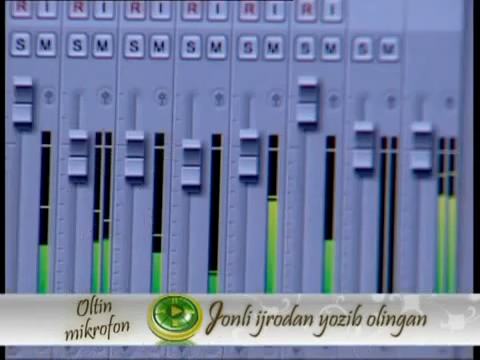 R I R I R I R I R I R I
S M S M S M S M S M S M S M
Oltin
mikrofon
Jonli ijrodan yozib olingan